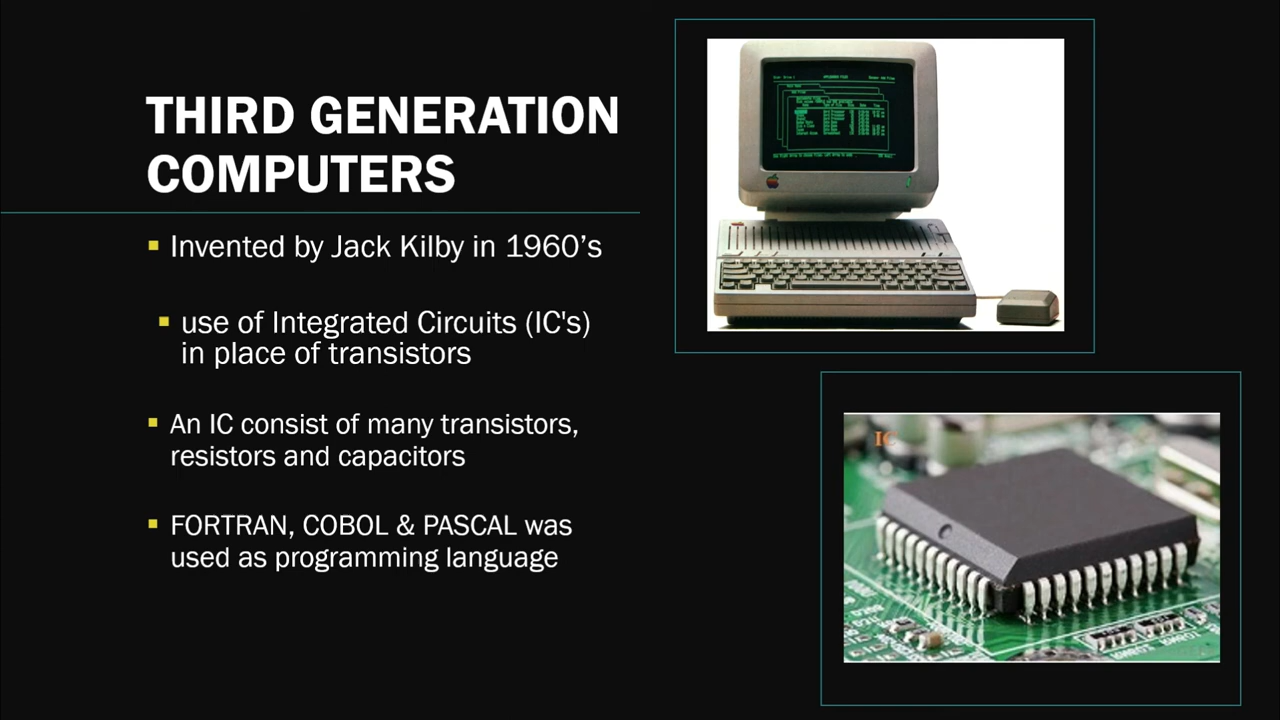 THIRD GENERATION
COMPUTERS
▪ Invented by Jack Kilby in 1960’s
▪ use of Integrated Circuits (IC's)
in place of transistors
▪ An IC consist of many transistors,
resistors and capacitors
▪ FORTRAN, COBOL & PASCAL was
used as programming language
IC